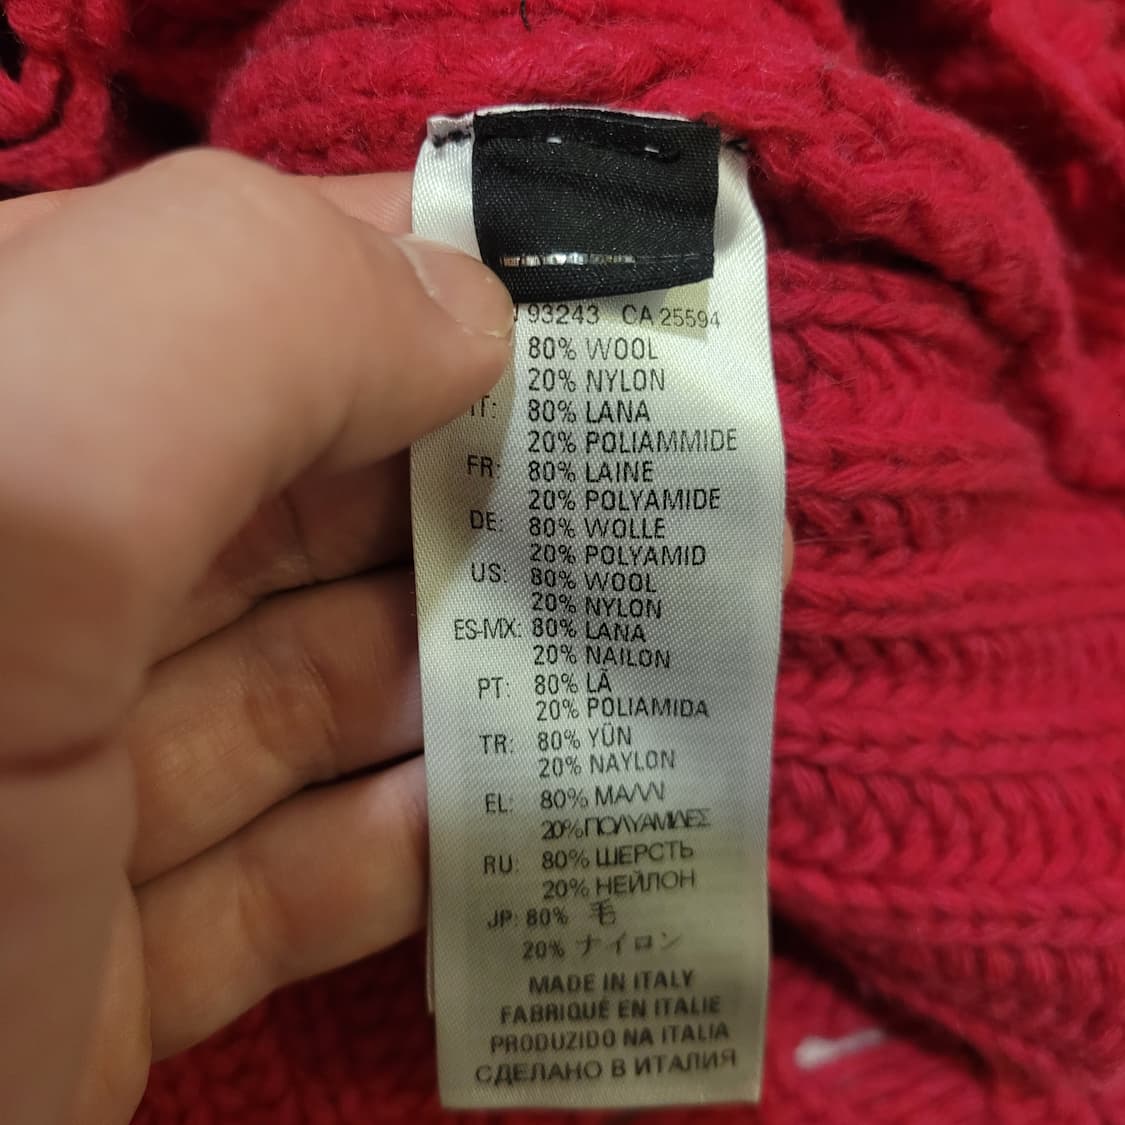 93243 CA 25594
80% WOOL
20% NYLON
IT: 80% LANA
20% POLIAMMIDE
FR: 80% LAINE
20% POLYAMIDE
DE: 80% WOLLE
20% POLYAMID
US: 80% WOOL
20% NYLON
ES-MX: 80% LANA
20% NAILON
PT: 80% LÃ
20% POLIAMIDA
TR: 80% YÜN
20% NAYLON
EL: 80% ΜΑΛΛΙ
20% ΠΟΛΥΑΜΙΔΕΣ
RU: 80% ШЕРСТЬ
20% НЕЙЛОН
JP: 80% 毛
20% ナイロン
MADE IN ITALY
FABRIQUÉ EN ITALIE
PRODUZIDO NA ITALIA
СДЕЛАНО В ИТАЛИЯ